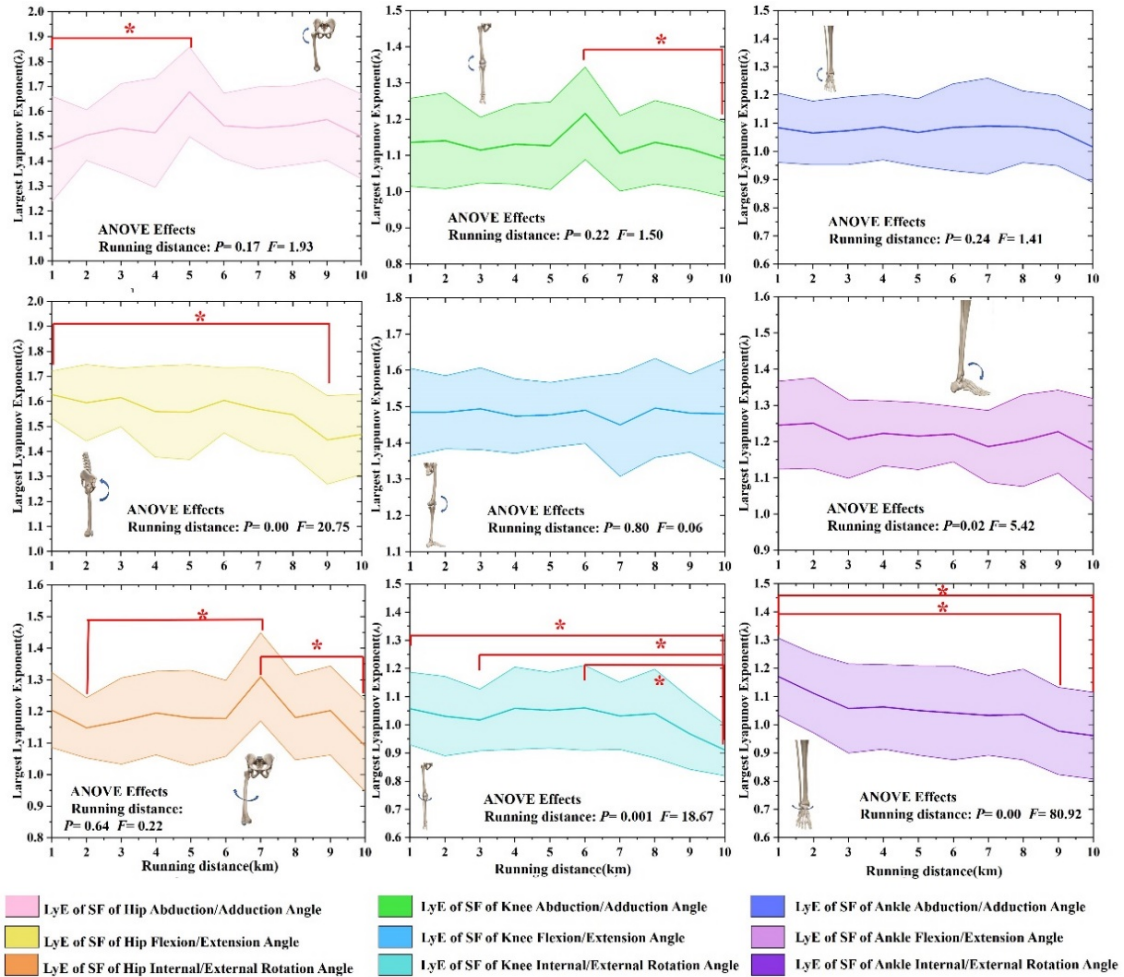 Largest Lyapunov Exponent(λ)
2.0
1.9
1.8
1.7
1.6
1.5
1.4
1.3
1.2
1.1
1.0
*
ANOVE Effects
Running distance: P= 0.17 F= 1.93
1 2 3 4 5 6 7 8 9 10
Largest Lyapunov Exponent(λ)
1.5
1.4
1.3
1.2
1.1
1.0
0.9
0.8
*
ANOVE Effects
Running distance: P= 0.22 F= 1.50
1 2 3 4 5 6 7 8 9 10
Largest Lyapunov Exponent(λ)
1.5
1.4
1.3
1.2
1.1
1.0
0.9
0.8
0.7
0.6
ANOVE Effects
Running distance: P= 0.24 F= 1.41
1 2 3 4 5 6 7 8 9 10
Largest Lyapunov Exponent(λ)
2.0
1.9
1.8
1.7
1.6
1.5
1.4
1.3
1.2
1.1
1.0
*
ANOVE Effects
Running distance: P= 0.00 F= 20.75
1 2 3 4 5 6 7 8 9 10
Largest Lyapunov Exponent(λ)
1.8
1.7
1.6
1.5
1.4
1.3
1.2
1.1
ANOVE Effects
Running distance: P= 0.80 F= 0.06
1 2 3 4 5 6 7 8 9 10
Largest Lyapunov Exponent(λ)
1.6
1.5
1.4
1.3
1.2
1.1
1.0
0.9
ANOVE Effects
Running distance: P=0.02 F= 5.42
1 2 3 4 5 6 7 8 9 10
Largest Lyapunov Exponent(λ)
1.6
1.5
1.4
1.3
1.2
1.1
1.0
0.9
0.8
*
*
ANOVE Effects
Running distance:
P= 0.64 F= 0.22
1 2 3 4 5 6 7 8 9 10
Running distance(km)
Largest Lyapunov Exponent(λ)
1.5
1.4
1.3
1.2
1.1
1.0
0.9
0.8
0.7
0.6
*
*
*
ANOVE Effects
Running distance: P= 0.001 F= 18.67
1 2 3 4 5 6 7 8 9 10
Running distance(km)
Largest Lyapunov Exponent(λ)
1.5
1.4
1.3
1.2
1.1
1.0
0.9
0.8
0.7
0.6
*
*
ANOVE Effects
Running distance: P= 0.00 F= 80.92
1 2 3 4 5 6 7 8 9 10
Running distance(km)
LyE of SF of Hip Abduction/Adduction Angle
LyE of SF of Knee Abduction/Adduction Angle
LyE of SF of Ankle Abduction/Adduction Angle
LyE of SF of Hip Flexion/Extension Angle
LyE of SF of Knee Flexion/Extension Angle
LyE of SF of Ankle Flexion/Extension Angle
LyE of SF of Hip Internal/External Rotation Angle
LyE of SF of Knee Internal/External Rotation Angle
LyE of SF of Ankle Internal/External Rotation Angle